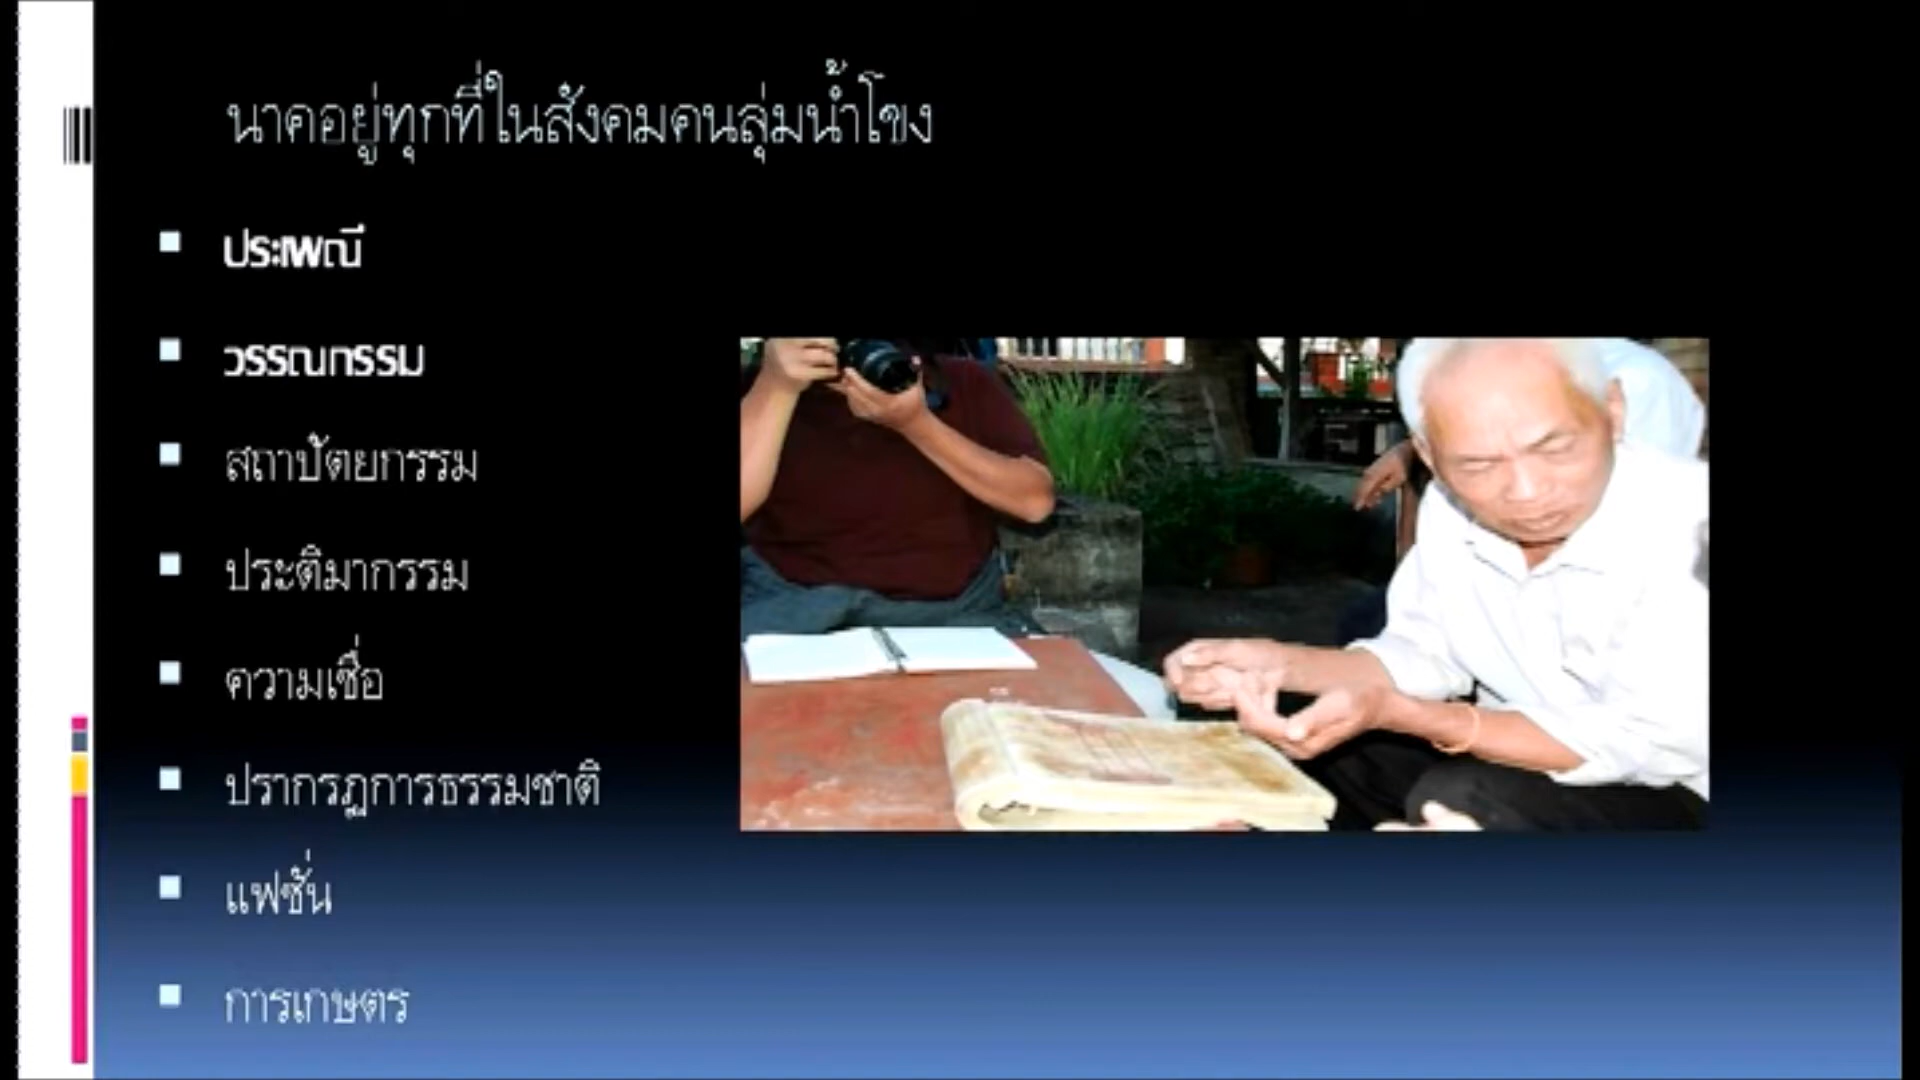 นาคอยู่ทุกที่ในสังคมคนลุ่มน้ำโขง
ประเพณี
วรรณกรรม
สถาปัตยกรรม
ประติมากรรม
ความเชื่อ
ปรากรฏการธรรมชาติ
แฟชั่น
การเกษตร